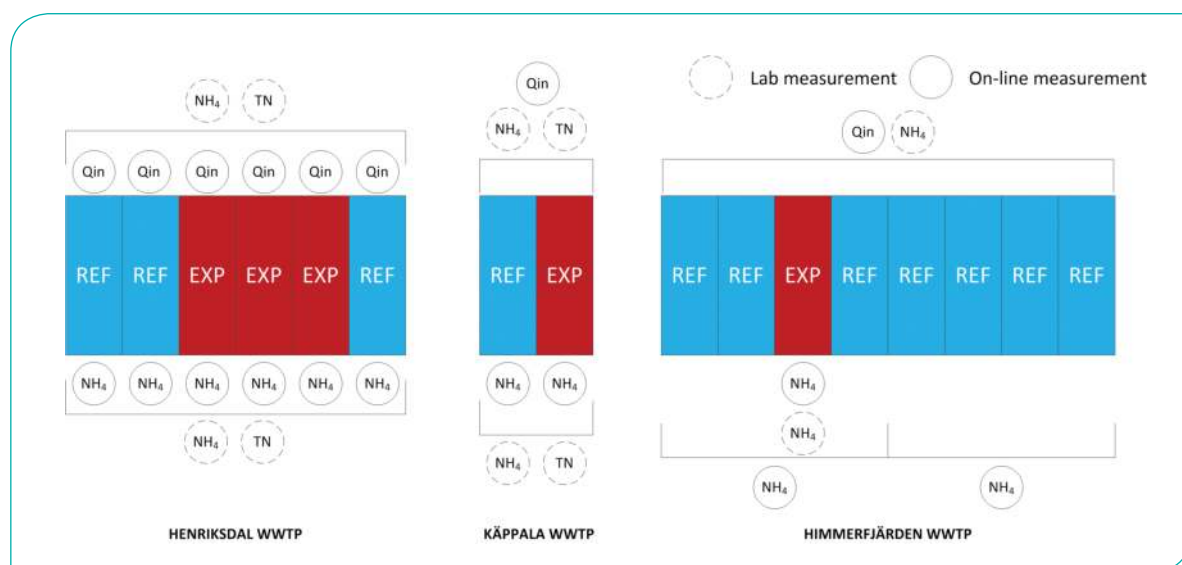 Lab measurement On-line measurement
NH₄ TN
Qin Qin Qin Qin Qin Qin
REF REF EXP EXP EXP REF
NH₄ NH₄ NH₄ NH₄ NH₄ NH₄
NH₄ TN
HENRIKSDAL WWTP
Qin
NH₄ TN
REF EXP
NH₄ NH₄
NH₄ TN
KÄPPALA WWTP
Qin NH₄
REF REF EXP REF REF REF REF REF
NH₄
NH₄
NH₄ NH₄
HIMMERFJÄRDEN WWTP